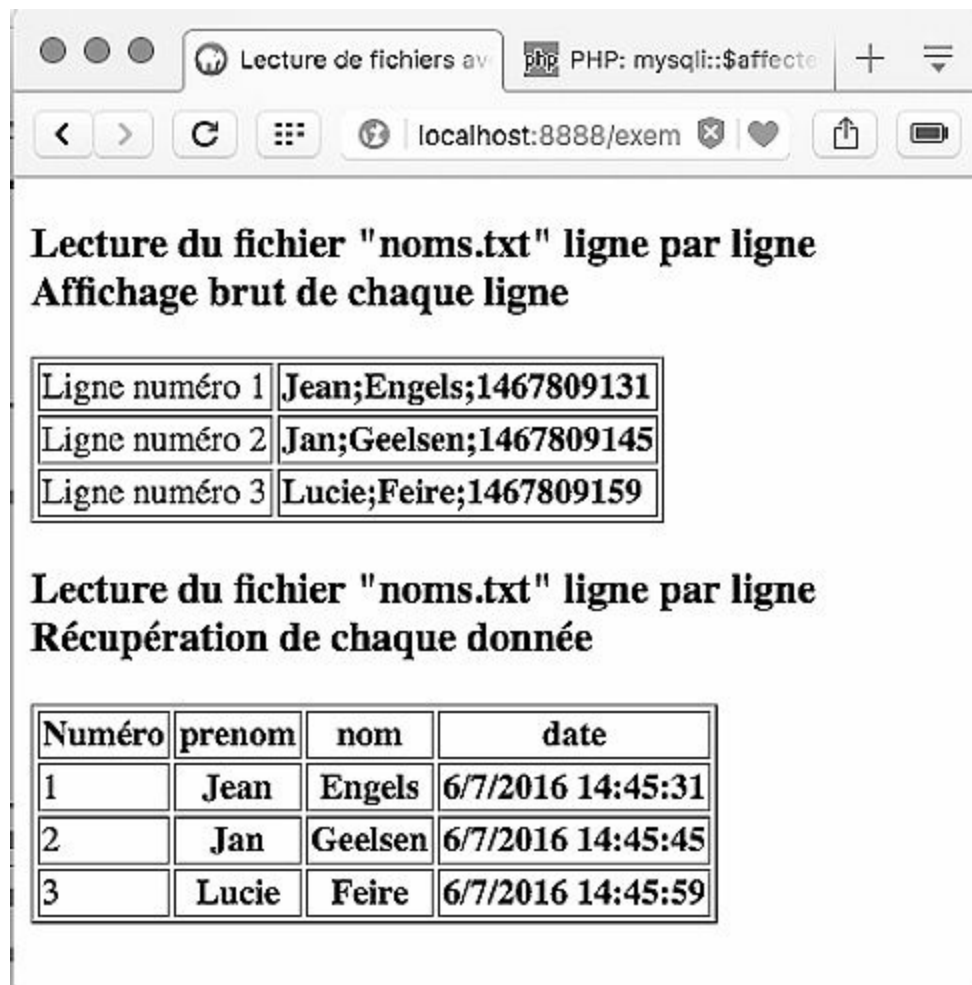 Lecture de fichiers av
php PHP: mysqli::$affecte
localhost:8888/exem
Lecture du fichier "noms.txt" ligne par ligne
Affichage brut de chaque ligne
Ligne numéro 1 Jean;Engels;1467809131
Ligne numéro 2 Jan;Geelsen;1467809145
Ligne numéro 3 Lucie;Feire;1467809159
Lecture du fichier "noms.txt" ligne par ligne
Récupération de chaque donnée
Numéro prenom nom date
1 Jean Engels 6/7/2016 14:45:31
2 Jan Geelsen 6/7/2016 14:45:45
3 Lucie Feire 6/7/2016 14:45:59